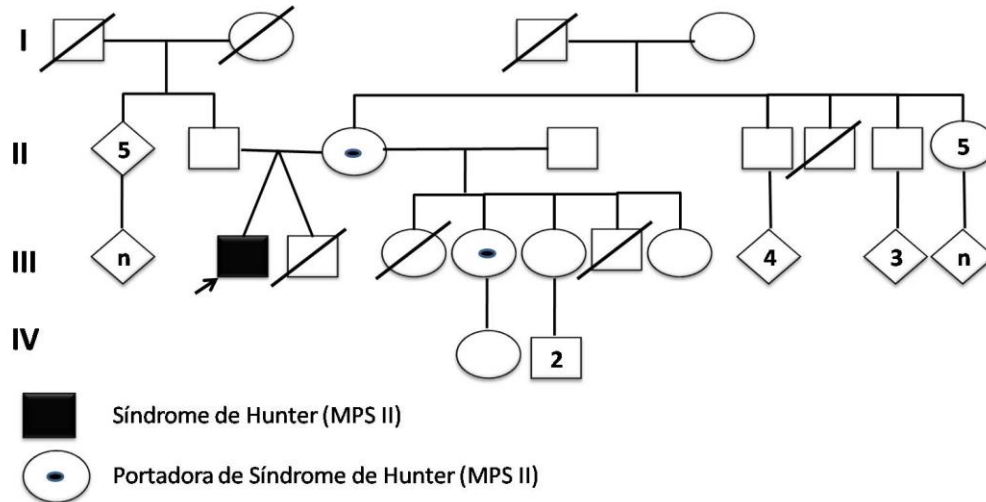 I
II
5
5
III
n
4
3
n
IV
2
Síndrome de Hunter (MPS II)
Portadora de Síndrome de Hunter (MPS II)